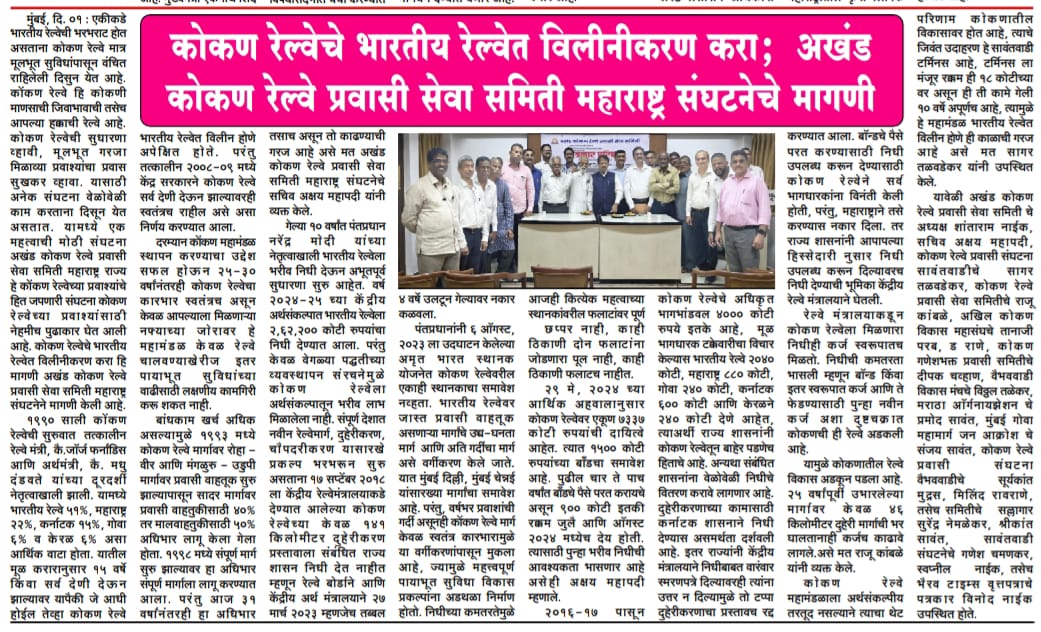 कोकण रेल्वेचे भारतीय रेल्वेत विलीनीकरण करा; अखंड
कोकण रेल्वे प्रवासी सेवा समिती महाराष्ट्र संघटनेचे मागणी
मुंबई, दि. ०१ : एकीकडे
भारतीय रेल्वेची भरभराट होत
असताना कोकण रेल्वे मात्र
मूलभूत सुविधांपासून वंचित
राहिलेली दिसुन येत आहे.
कोंकण रेल्वे हि कोकणी
माणसाची जिवाभावाची तसेच
आपल्या हक्काची रेल्वे आहे.
कोकण रेल्वेची सुधारणा
व्हावी, मूलभूत गरजा
मिळाव्या प्रवाश्यांचा प्रवास
सुखकर व्हावा. यासाठी
अनेक संघटना वेळोवेळी
काम करताना दिसून येत
असतात. यामध्ये एक
महत्वाची मोठी संघटना
अखंड कोकण रेल्वे प्रवासी
सेवा समिती महाराष्ट्र राज्य
हे कोंकण रेल्वेच्या प्रवाश्यांचे
हित जपणारी संघटना कोकण
रेल्वेच्या प्रवाशांसाठी
नेहमीच पुढाकार घेत आली
आहे. कोकण रेल्वेचे भारतीय
रेल्वेत विलिनीकरण करा हि
मागणी अखंड कोकण रेल्वे
प्रवासी सेवा समिती महाराष्ट्र
संघटनेने मागणी केली आहे.
१९९० साली कोंकण
रेल्वेची सुरुवात तत्कालीन
रेल्वे मंत्री, कै.जॉर्ज फर्नांडिस
आणि अर्थमंत्री, कै. मधु
दंडवते यांच्या दूरदर्शी
नेतृत्वाखाली झाली. यामध्ये
भारतीय रेल्वे ५१%, महाराष्ट्र
२२%, कर्नाटक १५%, गोवा
६% व केरळ ६% असा
आर्थिक वाटा होता. यातील
मूळ करारानुसार १५ वर्षे
किंवा सर्व देणी देऊन
झाल्यावर यापैकी जे आधी
होईल तेव्हा कोकण रेल्वे
भारतीय रेल्वेत विलिन होणे
अपेक्षित होते. परंतु
तत्कालीन २००८-०९ मध्ये
केंद्र सरकारने कोकण रेल्वे
सर्व देणी देऊन झाल्यावरही
स्वतंत्रच राहील असे असा
निर्णय करण्यात आला.
दरम्यान कोंकण महामंडळ
स्थापन करण्याचा उद्देश
सफल होऊन २५-३०
वर्षांनतरही कोकण रेल्वेचा
कारभार स्वतंत्रच असून
केवळ आपल्याला मिळणाऱ्या
नफ्याच्या जोरावर हे
महामंडळ केवळ रेल्वे
चालवण्याखेरीज इतर
पायाभूत सुविधांच्या
वाढीसाठी लक्षणीय कामगिरी
करू शकत नाही.
बांधकाम खर्च अधिक
असल्यामुळे १९९३ मध्ये
कोकण रेल्वे मार्गावर रोहा -
वीर आणि मंगळुरु - उडुपी
मार्गावर प्रवासी वाहतूक सुरु
झाल्यापासून सादर मार्गावर
प्रवासी वाहतुकीसाठी ४०%
तर मालवाहतुकीसाठी ५०%
अधिभार लागू केला गेला
होता. १९९८ मध्ये संपूर्ण मार्ग
सुरू झाल्यावर हा अधिभार
संपूर्ण मार्गाला लागू करण्यात
आला. परंतु आज ३१
वर्षांनतरही हा अधिभार
तसाच असून तो काढण्याची
गरज आहे असे मत अखंड
कोकण रेल्वे प्रवासी सेवा
समिती महाराष्ट्र संघटनेचे
सचिव अक्षय महापदी यांनी
व्यक्त केले.
गेल्या १० वर्षात पंतप्रधान
नरेंद्र मोदी यांच्या
नेतृत्वाखाली भारतीय रेल्वेला
भरीव निधी देऊन अभूतपूर्व
सुधारणा सुरु आहेत. वर्ष
२०२४-२५ च्या केंद्रीय
अर्थसंकल्पात भारतीय रेल्वेला
२,६२,२०० कोटी रुपयांचा
निधी देण्यात आला. परंतु
केवळ वेगळ्या पद्धतीच्या
व्यवस्थापन संरचनेमुळे
कोकण रेल्वेला
अर्थसंकल्पातून भरीव लाभ
मिळालेला नाही. संपूर्ण देशात
नवीन रेल्वेमार्ग, दुहेरीकरण,
चौपदरीकरण यासारखे
प्रकल्प भरभरून सुरु
असताना १७ सप्टेंबर २०१८
ला केंद्रीय रेल्वेमंत्रालयाकडे
देण्यात आलेल्या कोकण
रेल्वेच्या केवळ १४१
किलोमीटर दुहेरीकरण
प्रस्तावाला संबंधित राज्य
शासन निधी देत नाहीत
म्हणून रेल्वे बोर्डाने आणि
केंद्रीय अर्थ मंत्रालयाने २७
मार्च २०२३ म्हणजेच तब्बल
४ वर्षे उलटून गेल्यावर नकार
कळवला.
पंतप्रधानांनी ६ ऑगस्ट,
२०२३ ला उदघाटन केलेल्या
अमृत भारत स्थानक
योजनेत कोकण रेल्वेवरील
एकाही स्थानकाचा समावेश
नव्हता. भारतीय रेल्वेवर
जास्त प्रवासी वाहतूक
असणाऱ्या मार्गांचे उच्च-घनता
मार्ग आणि अति गर्दीचा मार्ग
असे वर्गीकरण केले जाते.
यात मुंबई दिल्ली, मुंबई चेन्नई
यांसारख्या मार्गांचा समावेश
आहे. परंतु, वर्षभर प्रवाशांची
गर्दी असूनही कोंकण रेल्वे मार्ग
केवळ स्वतंत्र कारभारामुळे
या वर्गीकरणांपासून मुकला
आहे, ज्यामुळे महत्त्वपूर्ण
पायाभूत सुविधा विकास
प्रकल्पांना अडथळा निर्माण
होतो. निधीच्या कमतरतेमुळे
आजही कित्येक महत्वाच्या
स्थानकांवरील फलाटांवर पूर्ण
छप्पर नाही, काही
ठिकाणी दोन फलाटांना
जोडणारा पूल नाही, काही
ठिकाणी फलाटच नाहीत.
२९ मे, २०२४ च्या
आर्थिक अहवालानुसार
कोकण रेल्वेवर एकूण ७३३७
कोटी रुपयांची दायित्वे
आहेत. त्यात १५०० कोटी
रुपयांच्या बाँडचा समावेश
आहे. पुढील चार ते पाच
वर्षांत बाँडचे पैसे परत करायचे
असून ९०० कोटी इतकी
रक्कम जुलै आणि ऑगस्ट
२०२४ मध्येच देय होती.
त्यासाठी पुन्हा भरीव निधीची
आवश्यकता भासणार आहे
असेही अक्षय महापदी
म्हणाले.
२०१६-१७ पासून
कोकण रेल्वेचे अधिकृत
भागभांडवल ४००० कोटी
रुपये इतके आहे, मूळ
भागधारक टक्केवारीचा विचार
केल्यास भारतीय रेल्वे २०४०
कोटी, महाराष्ट्र ८८० कोटी,
गोवा २४० कोटी, कर्नाटक
६०० कोटी आणि केरळने
२४० कोटी देणे आहेत,
त्याअर्थी राज्य शासनांनी
कोकण रेल्वेतून बाहेर पडणेच
हिताचे आहे. अन्यथा संबंधित
शासनांना वेळोवेळी निधीचे
वितरण करावे लागणार आहे.
दुहेरीकरणाच्या कामासाठी
कर्नाटक शासनाने निधी
देण्यास असमर्थता दर्शवली
आहे. इतर राज्यांनी केंद्रीय
मंत्रालयाने निधीबाबत वारंवार
स्मरणपत्रे दिल्यावरही त्यांना
उत्तर न दिल्यामुळे तो टप्पा
दुहेरीकरणाचा प्रस्तावच रद्द
करण्यात आला. बाँन्डचे पैसे
परत करण्यासाठी निधी
उपलब्ध करून देण्यासाठी
कोकण रेल्वेने सर्व
भागधारकांना विनंती केली
होती, परंतु, महाराष्ट्राने तसे
करण्यास नकार दिला. तर
राज्य शासनांनी आपापल्या
हिस्सेदारी नुसार निधी
उपलब्ध करून दिल्यावरच
निधी देण्याची भूमिका केंद्रीय
रेल्वे मंत्रालयाने घेतली.
रेल्वे मंत्रालयाकडून
कोकण रेल्वेला मिळणारा
निधीही कर्ज स्वरूपातच
मिळतो. निधीची कमतरता
भासली म्हणून बाँन्ड किंवा
इतर स्वरूपात कर्ज आणि ते
फेडण्यासाठी पुन्हा नवीन
कर्ज अशा दुष्टचक्रात
कोकणची ही रेल्वे अडकली
आहे.
यामुळे कोकणातील रेल्वे
विकास अडकून पडला आहे.
२५ वर्षांपूर्वी उभारलेल्या
मार्गावर केवळ ४६
किलोमीटर दुहेरी मार्गाची भर
घालतानाही कर्जच काढावे
लागले.असे मत राजू कांबळे
यांनी व्यक्त केले.
कोकण रेल्वे
महामंडळाला अर्थसंकल्पीय
तरतूद नसल्याने त्याचा थेट
परिणाम कोकणातील
विकासावर होत आहे, त्याचे
जिवंत उदाहरण हे सावंतवाडी
टर्मिनस आहे, टर्मिनस ला
मंजूर रक्कम ही १८ कोटीच्या
वर असून ही ती कामे गेली
१० वर्षे अपूर्णच आहे, त्यामुळे
हे महामंडळ भारतीय रेल्वेत
विलीन होणे ही काळाची गरज
आहे असे मत सागर
तळवडेकर यांनी उपस्थित
केले.
यावेळी अखंड कोकण
रेल्वे प्रवासी सेवा समिती चे
अध्यक्ष शांताराम नाईक,
सचिव अक्षय महापदी,
कोकण रेल्वे प्रवासी संघटना
सावंतवाडीचे सागर
तळवडेकर, कोकण रेल्वे
प्रवासी सेवा समितीचे राजू
कांबळे, अखिल कोकण
विकास महासंघचे तानाजी
परब, ड राणे, कोकण
गणेशभक्त प्रवासी समितीचे
दीपक चव्हाण, वैभववाडी
विकास मंचचे विठ्ठल तळेकर,
मराठा ऑर्गनायझेशन चे
प्रमोद सावंत, मुंबई गोवा
महामार्ग जन आक्रोश चे
संजय सावंत, कोकण रेल्वे
प्रवासी संघटना
वैभववाडीचे सूर्यकांत
मुद्रस, मिलिंद रावराणे,
तसेच समितीचे सल्लागार
सुरेंद्र नेमळेकर, श्रीकांत
सावंत, सावंतवाडी
संघटनेचे गणेश चमणकर,
स्वप्नील नाईक, तसाच
भैरव टाइम्स वृत्तपत्राचे
पत्रकार विनोद नाईक
उपस्थित होते.